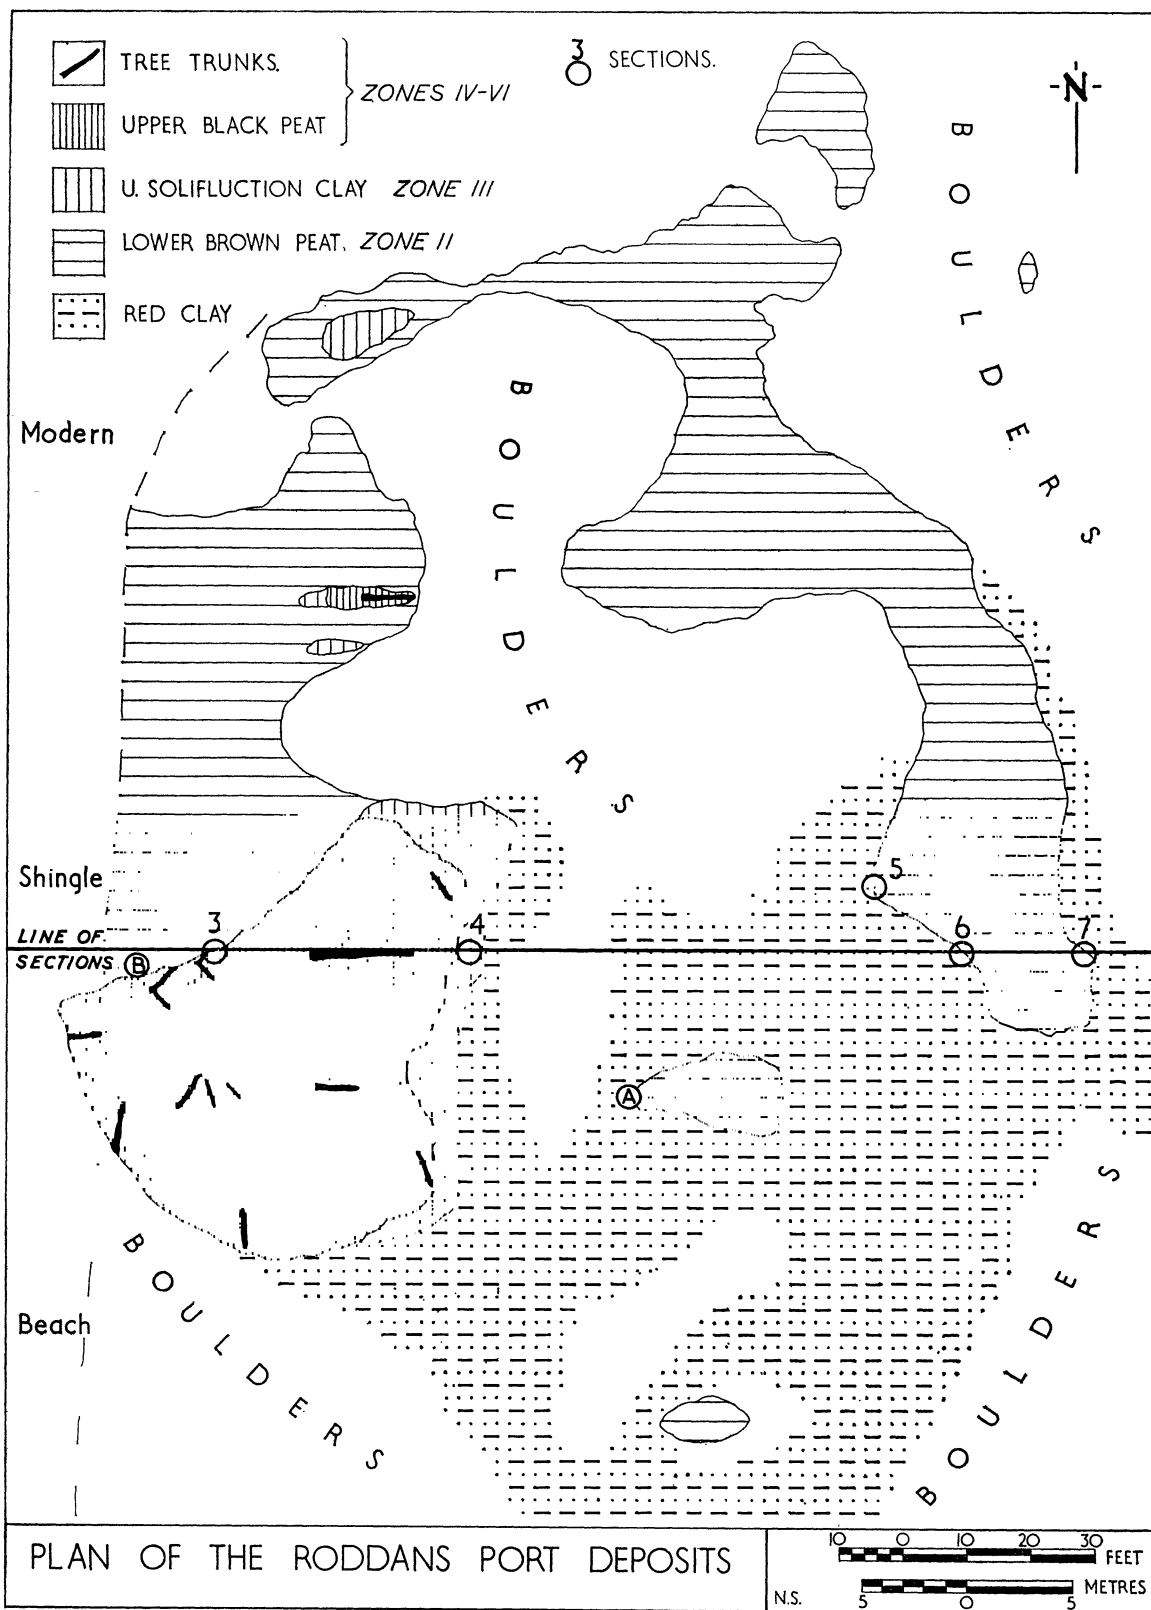 TREE TRUNKS.
UPPER BLACK PEAT
ZONES IV-VI
U. SOLIFLUCTION CLAY ZONE III
LOWER BROWN PEAT. ZONE II
RED CLAY
3 SECTIONS.
N
BOULDERS
BOULDERS
Modern
Shingle
LINE OF
SECTIONS
B
3
4
5
6
7
A
Beach
BOULDERS
BOULDERS
PLAN OF THE RODDANS PORT DEPOSITS
N.S.
10 0 10 20 30
FEET
METRES
5 0 5